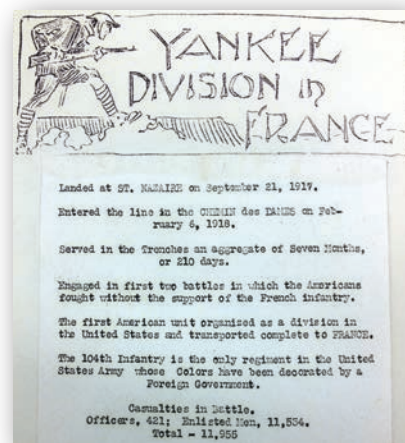 YANKEE
DIVISION in
FRANCE
Landed at ST. NAZAIRE on September 21, 1917.
Entered the line in the CHEMIN des DAMES on Feb-
ruary 6, 1918.
Served in the Trenches an aggregate of Seven Months,
or 210 days.
Engaged in first two battles in which the Americans
fought without the support of the French infantry.
The first American unit organized as a division in
the United States and transported complete to FRANCE.
The 104th Infantry is the only regiment in the United
States Army whose Colors have been decorated by a
Foreign Government.
Casualties in Battle.
Officers, 421; Enlisted Men, 11,534.
Total - 11,955